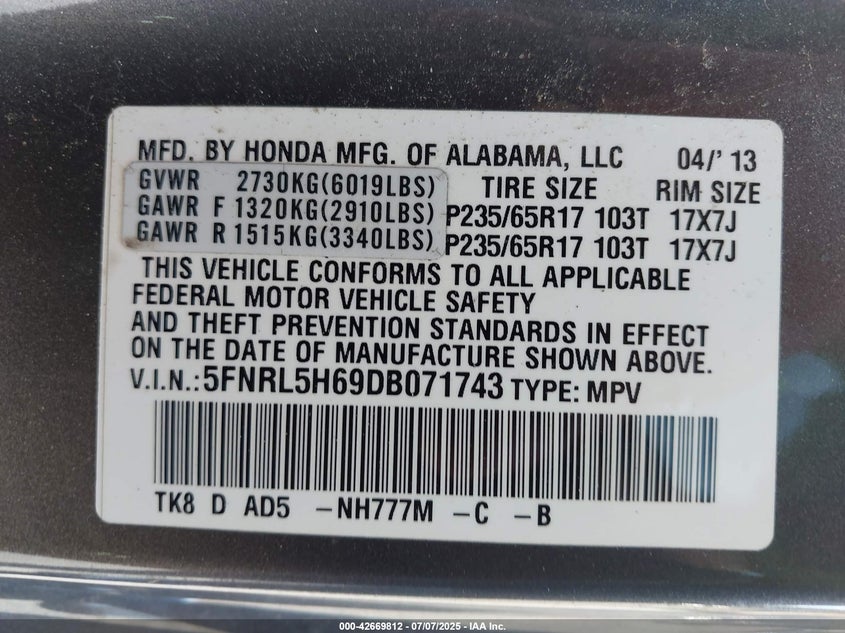 MFD. BY HONDA MFG. OF ALABAMA, LLC 04/' 13
GVWR 2730KG(6019LBS) TIRE SIZE RIM SIZE
GAWR F 1320KG(2910LBS) P235/65R17 103T 17X7J
GAWR R 1515KG(3340LBS) P235/65R17 103T 17X7J
THIS VEHICLE CONFORMS TO ALL APPLICABLE
FEDERAL MOTOR VEHICLE SAFETY
AND THEFT PREVENTION STANDARDS IN EFFECT
ON THE DATE OF MANUFACTURE SHOWN ABOVE.
V.I.N.: 5FNRL5H69DB071743 TYPE: MPV
TK8 D AD5 -NH777M -C -B
000-42669812 - 07/07/2025 - IAA Inc.